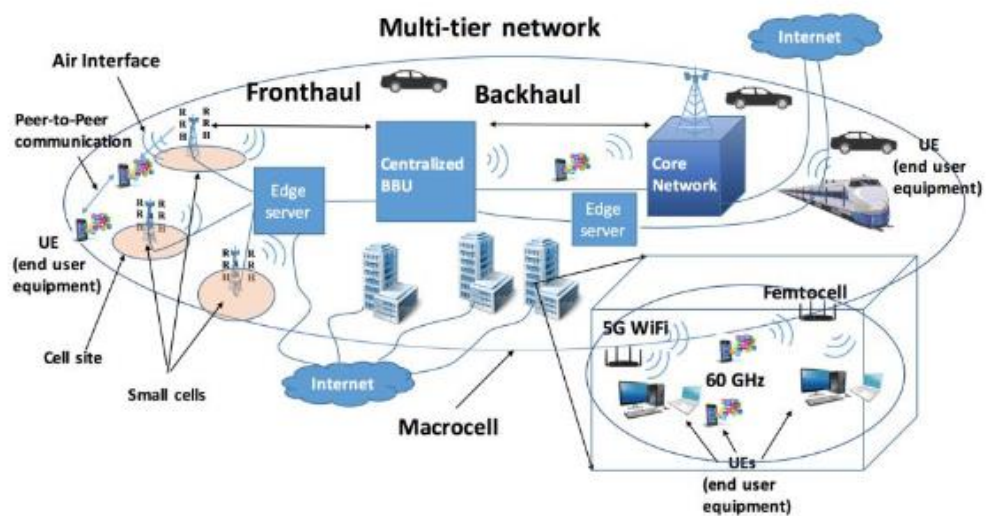 Multi-tier network
Internet
Air Interface
Fronthaul
Backhaul
R R
R R
H H
Peer-to-Peer
communication
Centralized
BBU
Core
Network
UE
(end user
equipment)
Edge
server
Edge
server
R R
R R
H H
UE
(end user
equipment)
R R
R R
H H
Femtocell
5G WiFi
Cell site
60 GHz
Small cells
Internet
Macrocell
UEs
(end user
equipment)